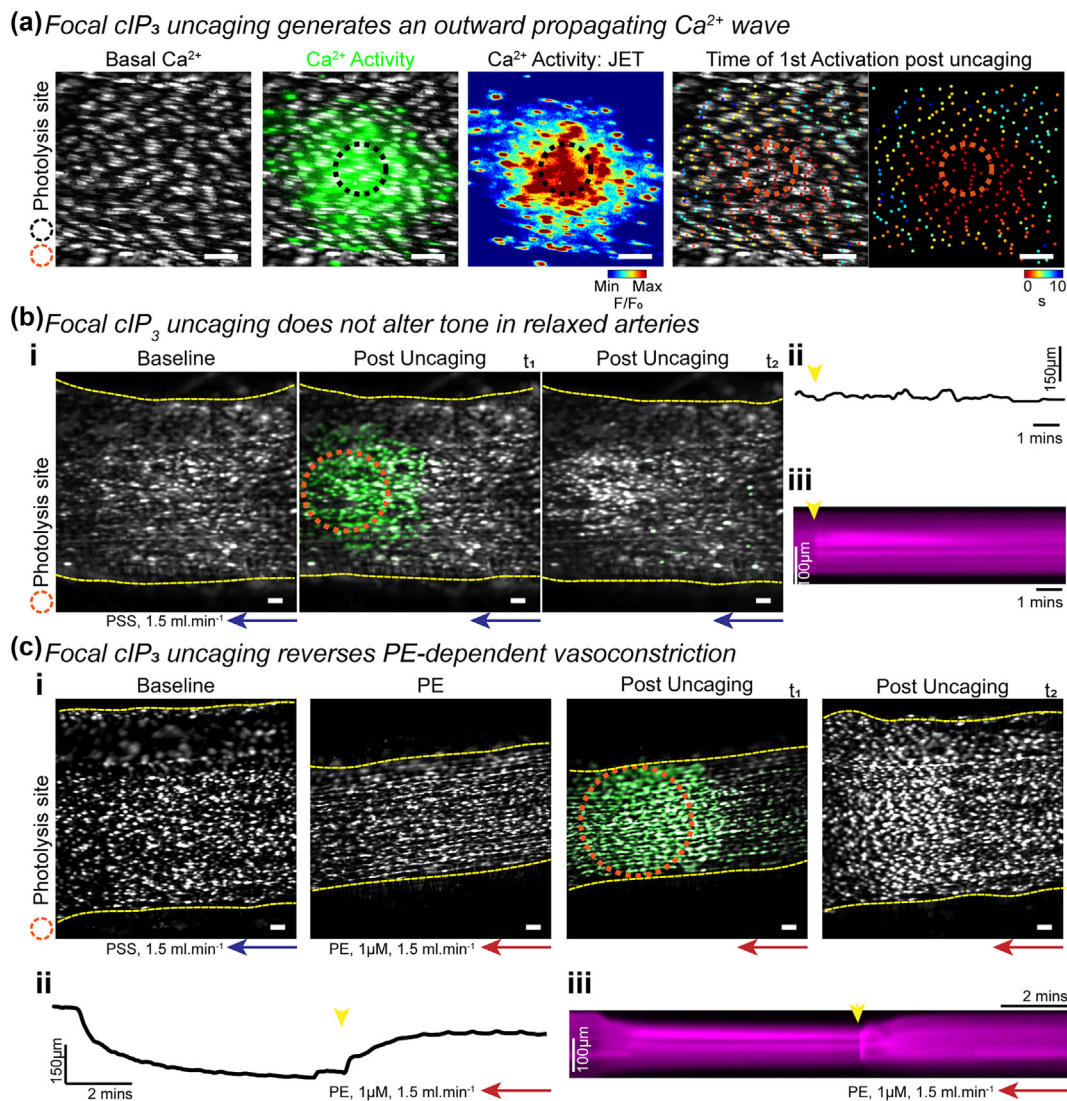 (a) Focal cIP₃ uncaging generates an outward propagating Ca²⁺ wave
Basal Ca²⁺
Ca²⁺ Activity
Ca²⁺ Activity: JET
Time of 1st Activation post uncaging
Photolysis site
Min Max
F/F₀
0 10
s
(b) Focal cIP₃ uncaging does not alter tone in relaxed arteries
i
Baseline
Post Uncaging t₁
Post Uncaging t₂
Photolysis site
PSS, 1.5 ml.min⁻¹
ii
150µm
1 mins
iii
100µm
1 mins
(c) Focal cIP₃ uncaging reverses PE-dependent vasoconstriction
i
Baseline
PE
Post Uncaging t₁
Post Uncaging t₂
Photolysis site
PSS, 1.5 ml.min⁻¹
PE, 1µM, 1.5 ml.min⁻¹
ii
150µm
2 mins
PE, 1µM, 1.5 ml.min⁻¹
iii
2 mins
100µm
PE, 1µM, 1.5 ml.min⁻¹